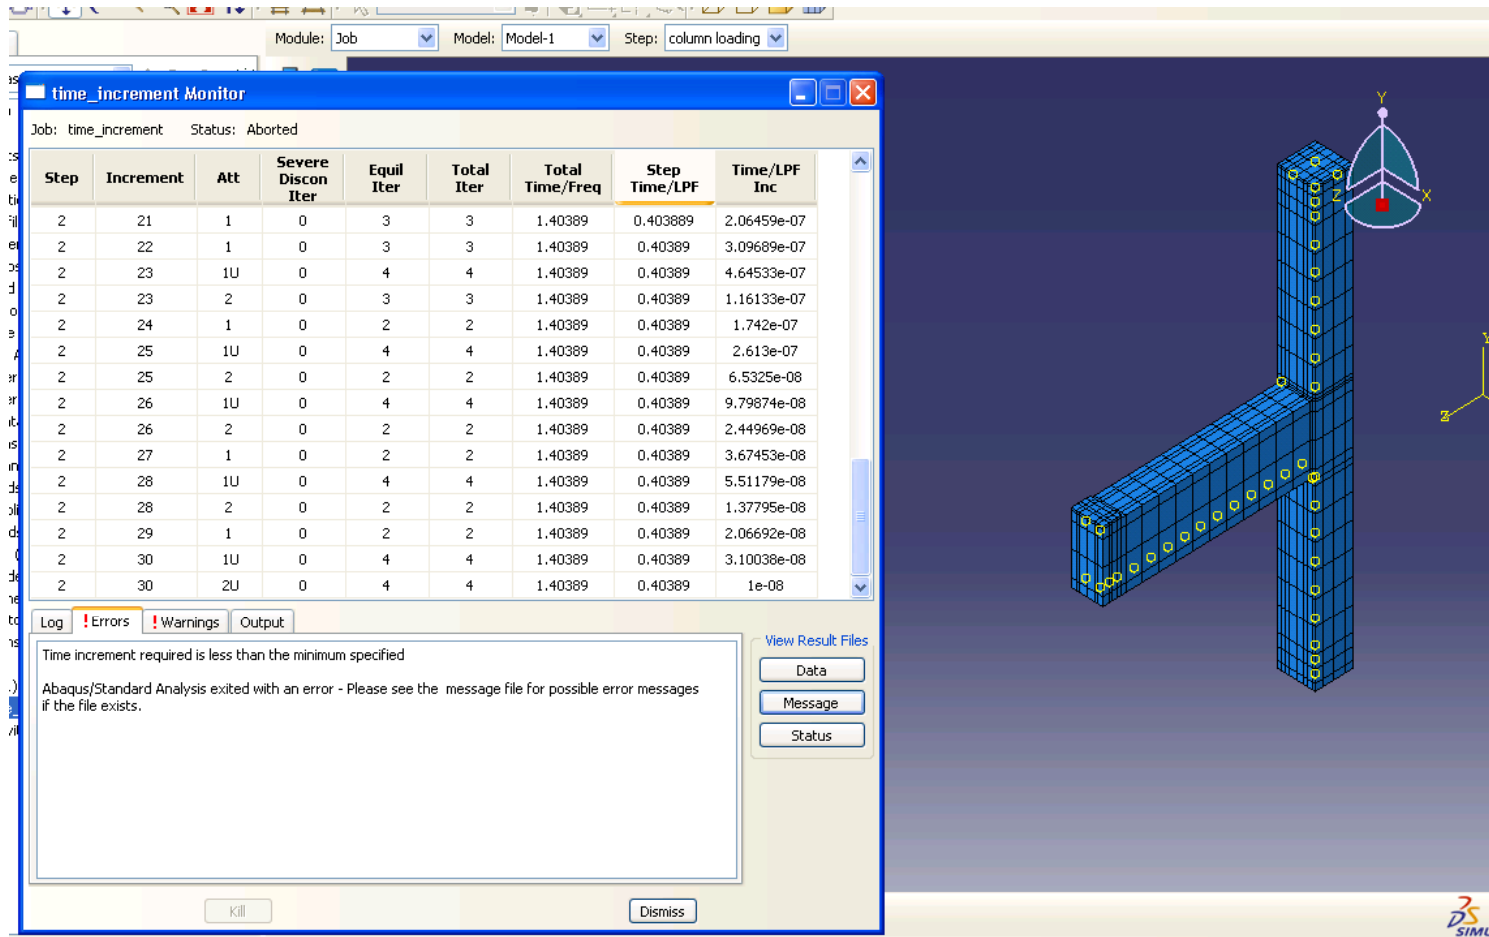 Module: Job Model: Model-1 Step: column loading
time_increment Monitor
Job: time_increment Status: Aborted
Step Increment Att Severe Discon Iter Equil Iter Total Iter Total Time/Freq Step Time/LPF Time/LPF Inc
2 21 1 0 3 3 1.40389 0.403889 2.06459e-07
2 22 1 0 3 3 1.40389 0.40389 3.09689e-07
2 23 1U 0 4 4 1.40389 0.40389 4.64533e-07
2 23 2 0 3 3 1.40389 0.40389 1.16133e-07
2 24 1 0 2 2 1.40389 0.40389 1.742e-07
2 25 1U 0 4 4 1.40389 0.40389 2.613e-07
2 25 2 0 2 2 1.40389 0.40389 6.5325e-08
2 26 1U 0 4 4 1.40389 0.40389 9.79874e-08
2 26 2 0 2 2 1.40389 0.40389 2.44969e-08
2 27 1 0 2 2 1.40389 0.40389 3.67453e-08
2 28 1U 0 4 4 1.40389 0.40389 5.51179e-08
2 28 2 0 2 2 1.40389 0.40389 1.37795e-08
2 29 1 0 2 2 1.40389 0.40389 2.06692e-08
2 30 1U 0 4 4 1.40389 0.40389 3.10038e-08
2 30 2U 0 4 4 1.40389 0.40389 1e-08
Log !Errors !Warnings Output
Time increment required is less than the minimum specified
Abaqus/Standard Analysis exited with an error - Please see the message file for possible error messages
if the file exists.
View Result Files
Data
Message
Status
Kill
Dismiss
Y
X
Z
Y
Z